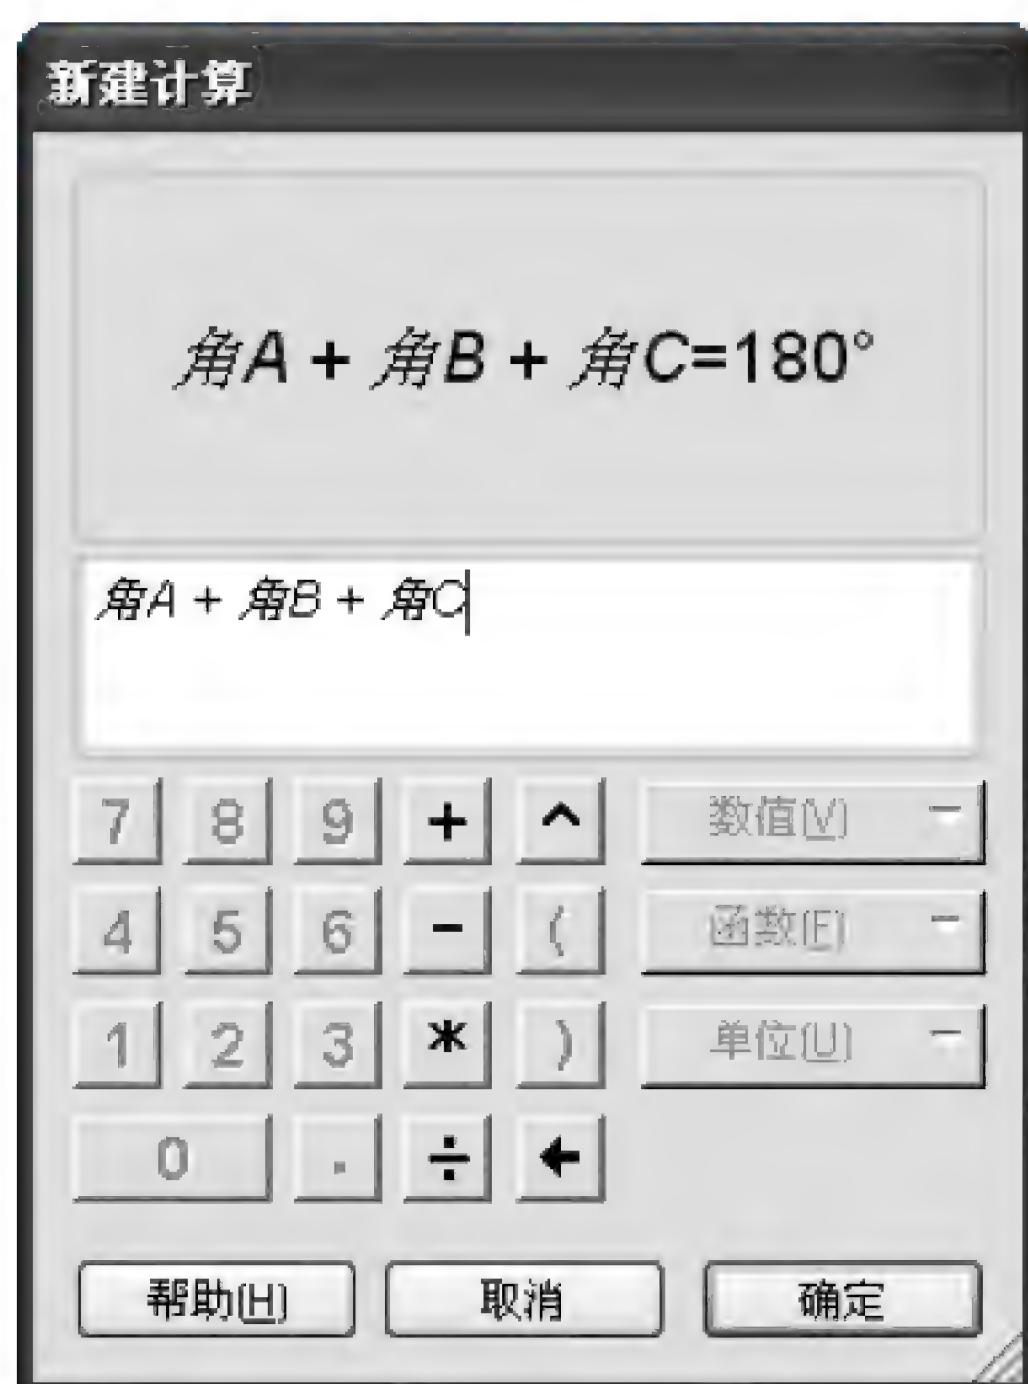 新建计算
角A + 角B + 角C=180°
角A + 角B + 角C
7 8 9 + ^ 数值(V)
4 5 6 - ( 函数(F)
1 2 3 * ) 单位(U)
0 . ÷ ←
帮助(H) 取消 确定